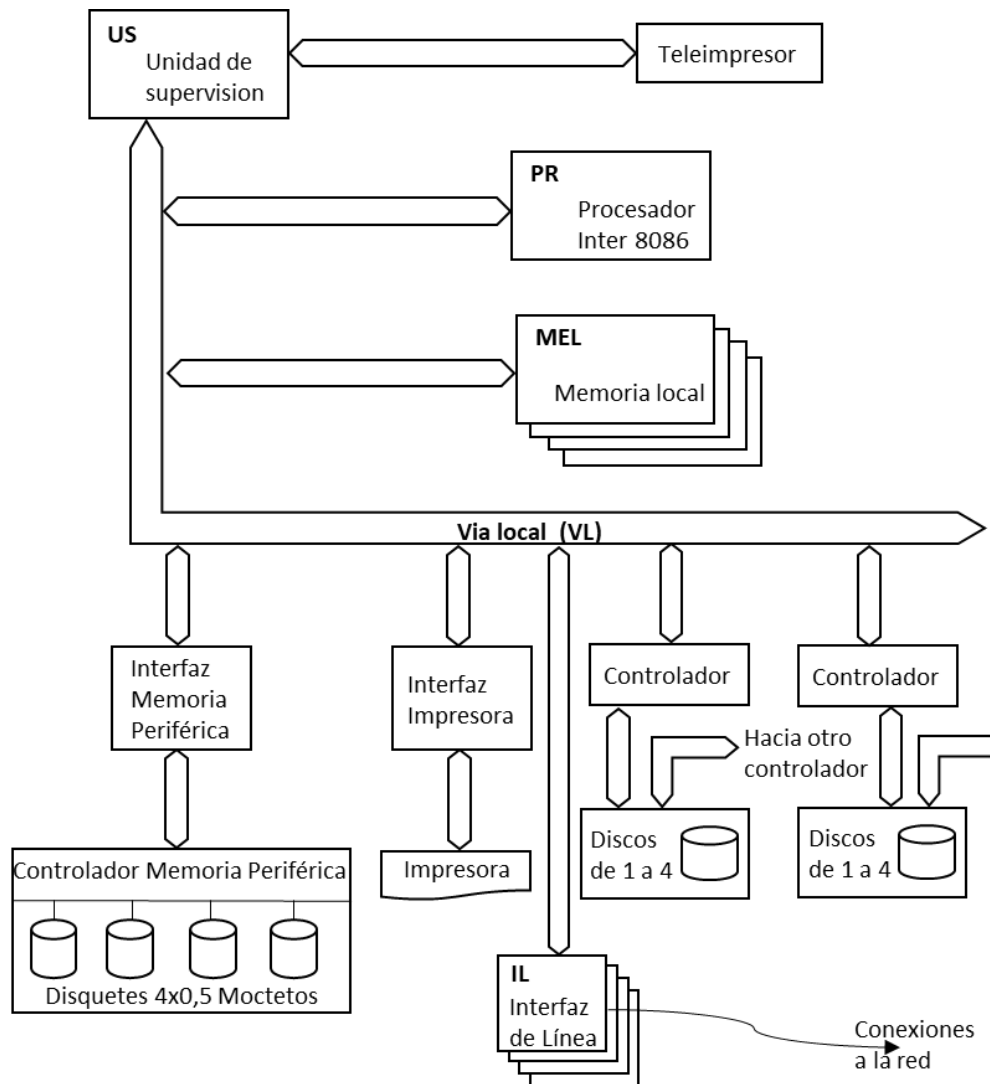 US
Unidad de
supervision
Teleimpresor
PR
Procesador
Inter 8086
MEL
Memoria local
Via local (VL)
Interfaz
Memoria
Periférica
Interfaz
Impresora
Controlador
Controlador
Hacia otro
controlador
Controlador Memoria Periférica
Disquetes 4x0,5 Moctetos
Impresora
Discos
de 1 a 4
Discos
de 1 a 4
IL
Interfaz
de Línea
Conexiones
a la red